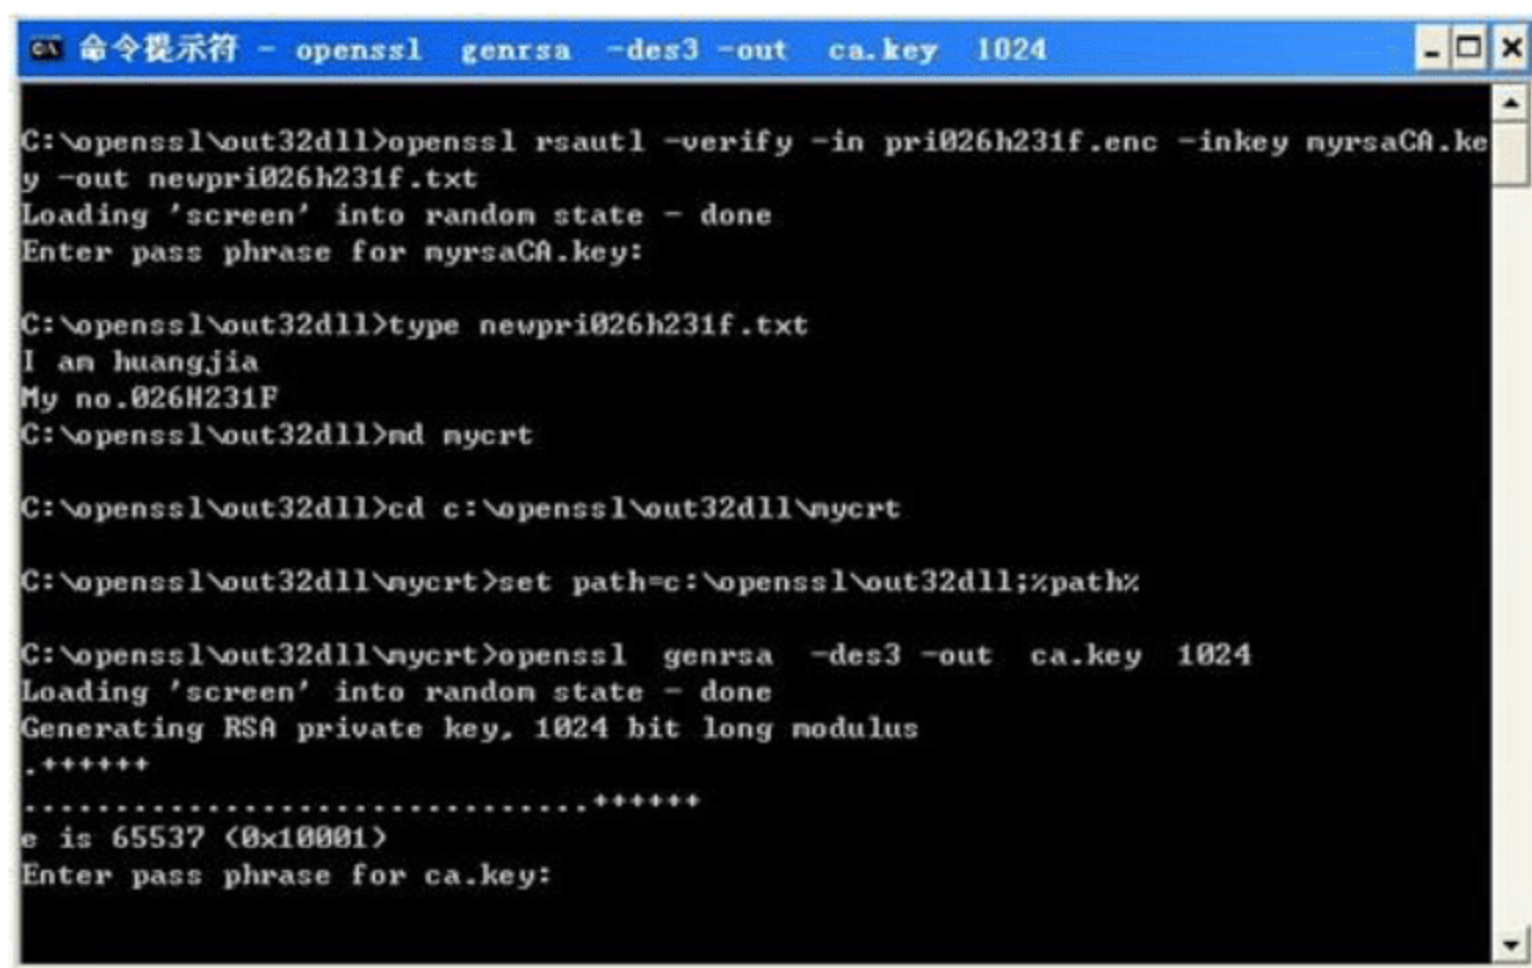 命令提示符 - openssl genrsa -des3 -out ca.key 1024
C:\openssl\out32dll>openssl rsautl -verify -in pri026h231f.enc -inkey myrsaCA.ke
y -out newpri026h231f.txt
Loading 'screen' into random state - done
Enter pass phrase for myrsaCA.key:
C:\openssl\out32dll>type newpri026h231f.txt
I am huangjia
My no.026H231F
C:\openssl\out32dll>md mycrt
C:\openssl\out32dll>cd c:\openssl\out32dll\mycrt
C:\openssl\out32dll\mycrt>set path=c:\openssl\out32dll;%path%
C:\openssl\out32dll\mycrt>openssl  genrsa  -des3 -out  ca.key  1024
Loading 'screen' into random state - done
Generating RSA private key, 1024 bit long modulus
.++++++
...............................++++++
e is 65537 (0x10001)
Enter pass phrase for ca.key: